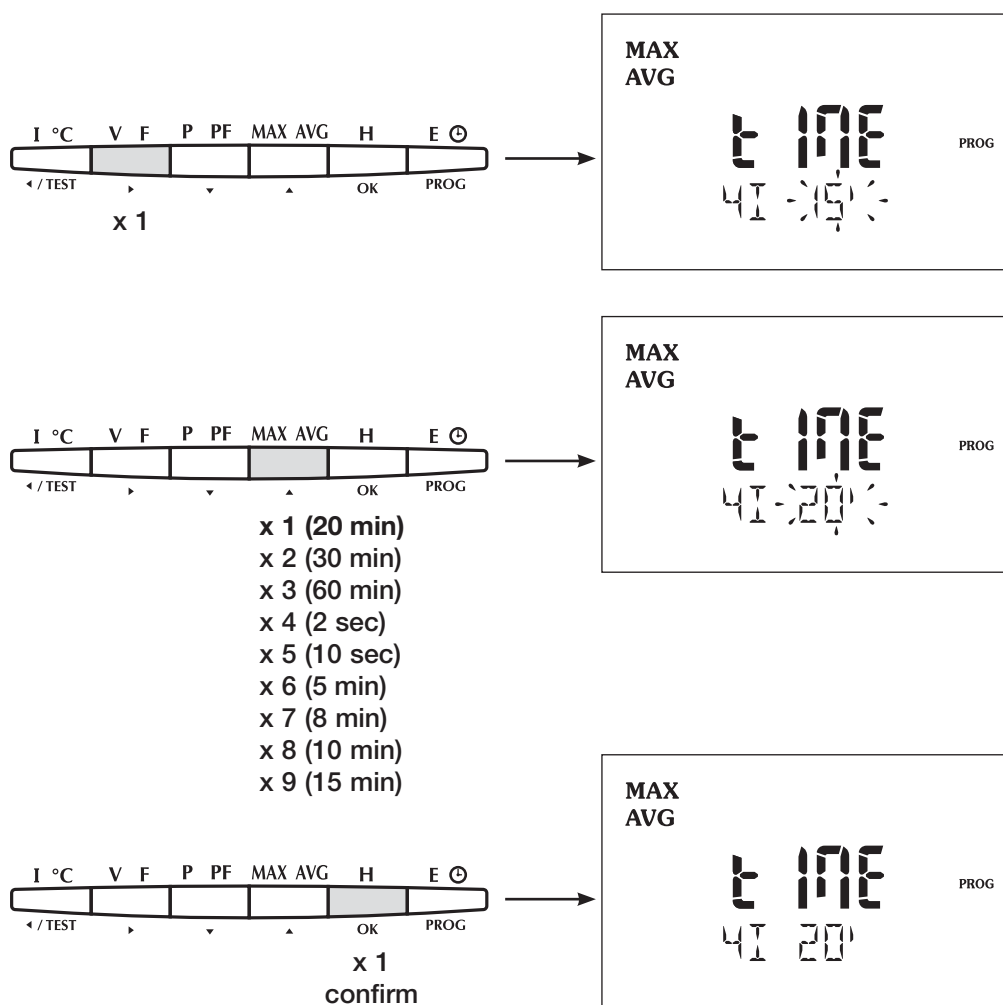 MAX
AVG
t IME
PROG
4I 15'
I °C V F P PF MAX AVG H E
◂ / TEST ▸ ▾ ▴ OK PROG
x 1
MAX
AVG
t IME
PROG
4I 20'
I °C V F P PF MAX AVG H E
◂ / TEST ▸ ▾ ▴ OK PROG
x 1 (20 min)
x 2 (30 min)
x 3 (60 min)
x 4 (2 sec)
x 5 (10 sec)
x 6 (5 min)
x 7 (8 min)
x 8 (10 min)
x 9 (15 min)
MAX
AVG
t IME
PROG
4I 20'
I °C V F P PF MAX AVG H E
◂ / TEST ▸ ▾ ▴ OK PROG
x 1
confirm